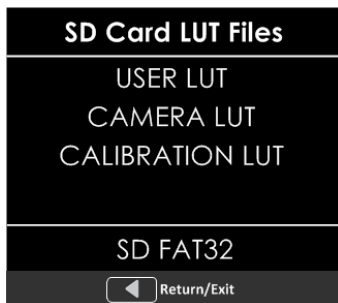 SD Card LUT Files
USER LUT
CAMERA LUT
CALIBRATION LUT
SD FAT32
Return/Exit